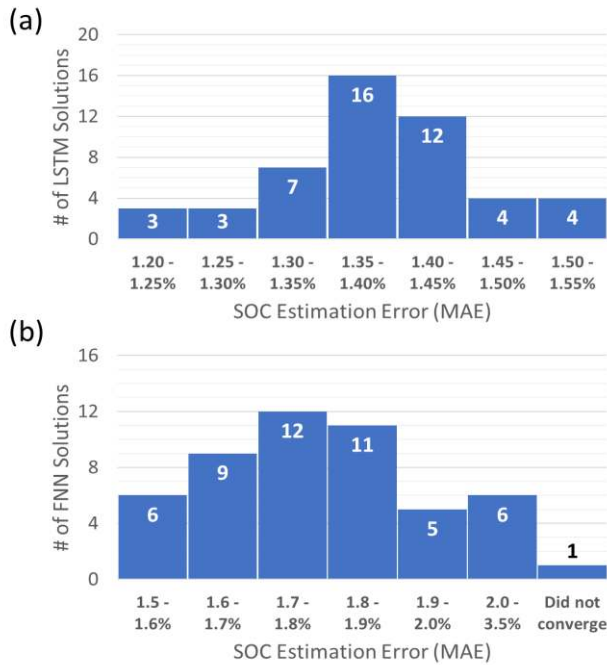 (a)
# of LSTM Solutions
20
16
12
8
4
0
3
3
7
16
12
4
4
1.20 - 1.25 - 1.30 - 1.35 - 1.40 - 1.45 - 1.50 -
1.25% 1.30% 1.35% 1.40% 1.45% 1.50% 1.55%
SOC Estimation Error (MAE)
(b)
# of FNN Solutions
16
12
8
4
0
6
9
12
11
5
6
1
1.5 - 1.6 - 1.7 - 1.8 - 1.9 - 2.0 - Did not
1.6% 1.7% 1.8% 1.9% 2.0% 3.5% converge
SOC Estimation Error (MAE)